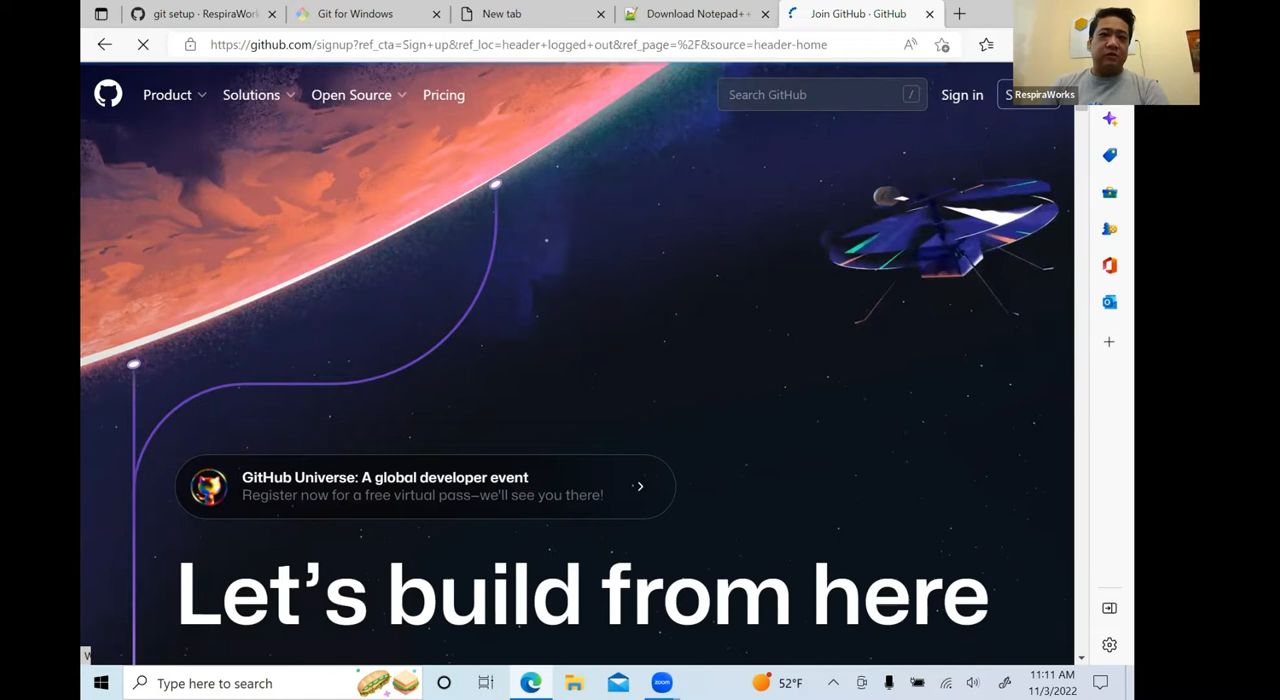 git setup · RespiraWor
Git for Windows
New tab
Download Notepad++
Join GitHub · GitHub
https://github.com/signup?ref_cta=Sign+up&ref_loc=header+logged+out&ref_page=%2F&source=header-home
RespiraWorks
Product
Solutions
Open Source
Pricing
Search GitHub
/
Sign in
S
GitHub Universe: A global developer event
Register now for a free virtual pass—we'll see you there!
Let's build from here
Type here to search
zoom
52°F
11:11 AM
11/3/2022